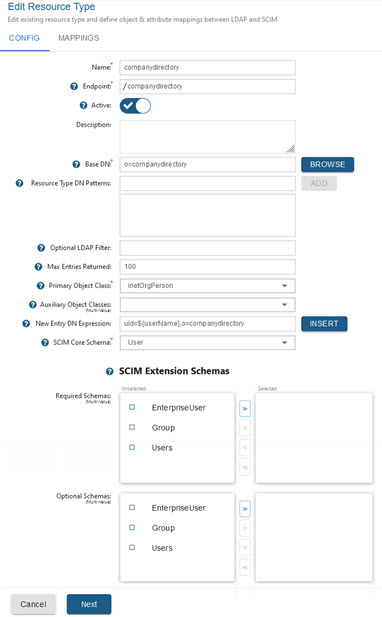 Edit Resource Type
Edit existing resource type and define object & attribute mappings between LDAP and SCIM
CONFIG MAPPINGS
Name:* companydirectory
? Endpoint:* /companydirectory
? Active:
Description:
? Base DN:* o=companydirectory BROWSE
? Resource Type DN Patterns: ADD
? Optional LDAP Filter:
? Max Entries Returned: 100
? Primary Object Class:* inetOrgPerson
? Auxiliary Object Classes:
(Multi-Value)
? New Entry DN Expression: uid=$(userName),o=companydirectory INSERT
? SCIM Core Schema:* User
? SCIM Extension Schemas
Unselected Selected
Required Schemas:
(Multi-Value)
EnterpriseUser
Group
Users
Optional Schemas:
(Multi-Value)
EnterpriseUser
Group
Users
Cancel Next